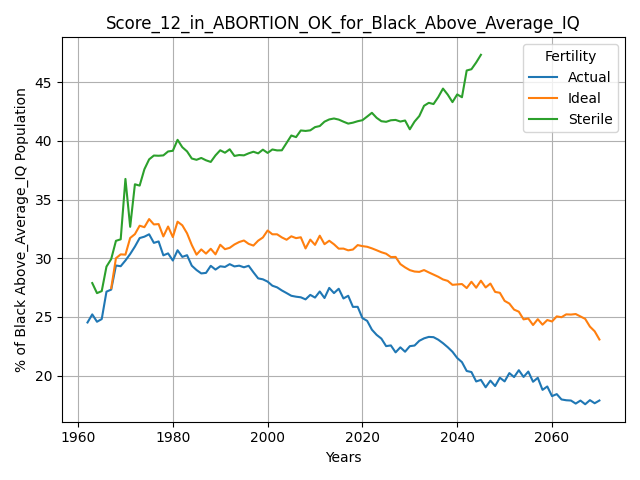 Score_12_in_ABORTION_OK_for_Black_Above_Average_IQ
% of Black Above_Average_IQ Population
45
40
35
30
25
20
Fertility
Actual
Ideal
Sterile
1960 1980 2000 2020 2040 2060
Years